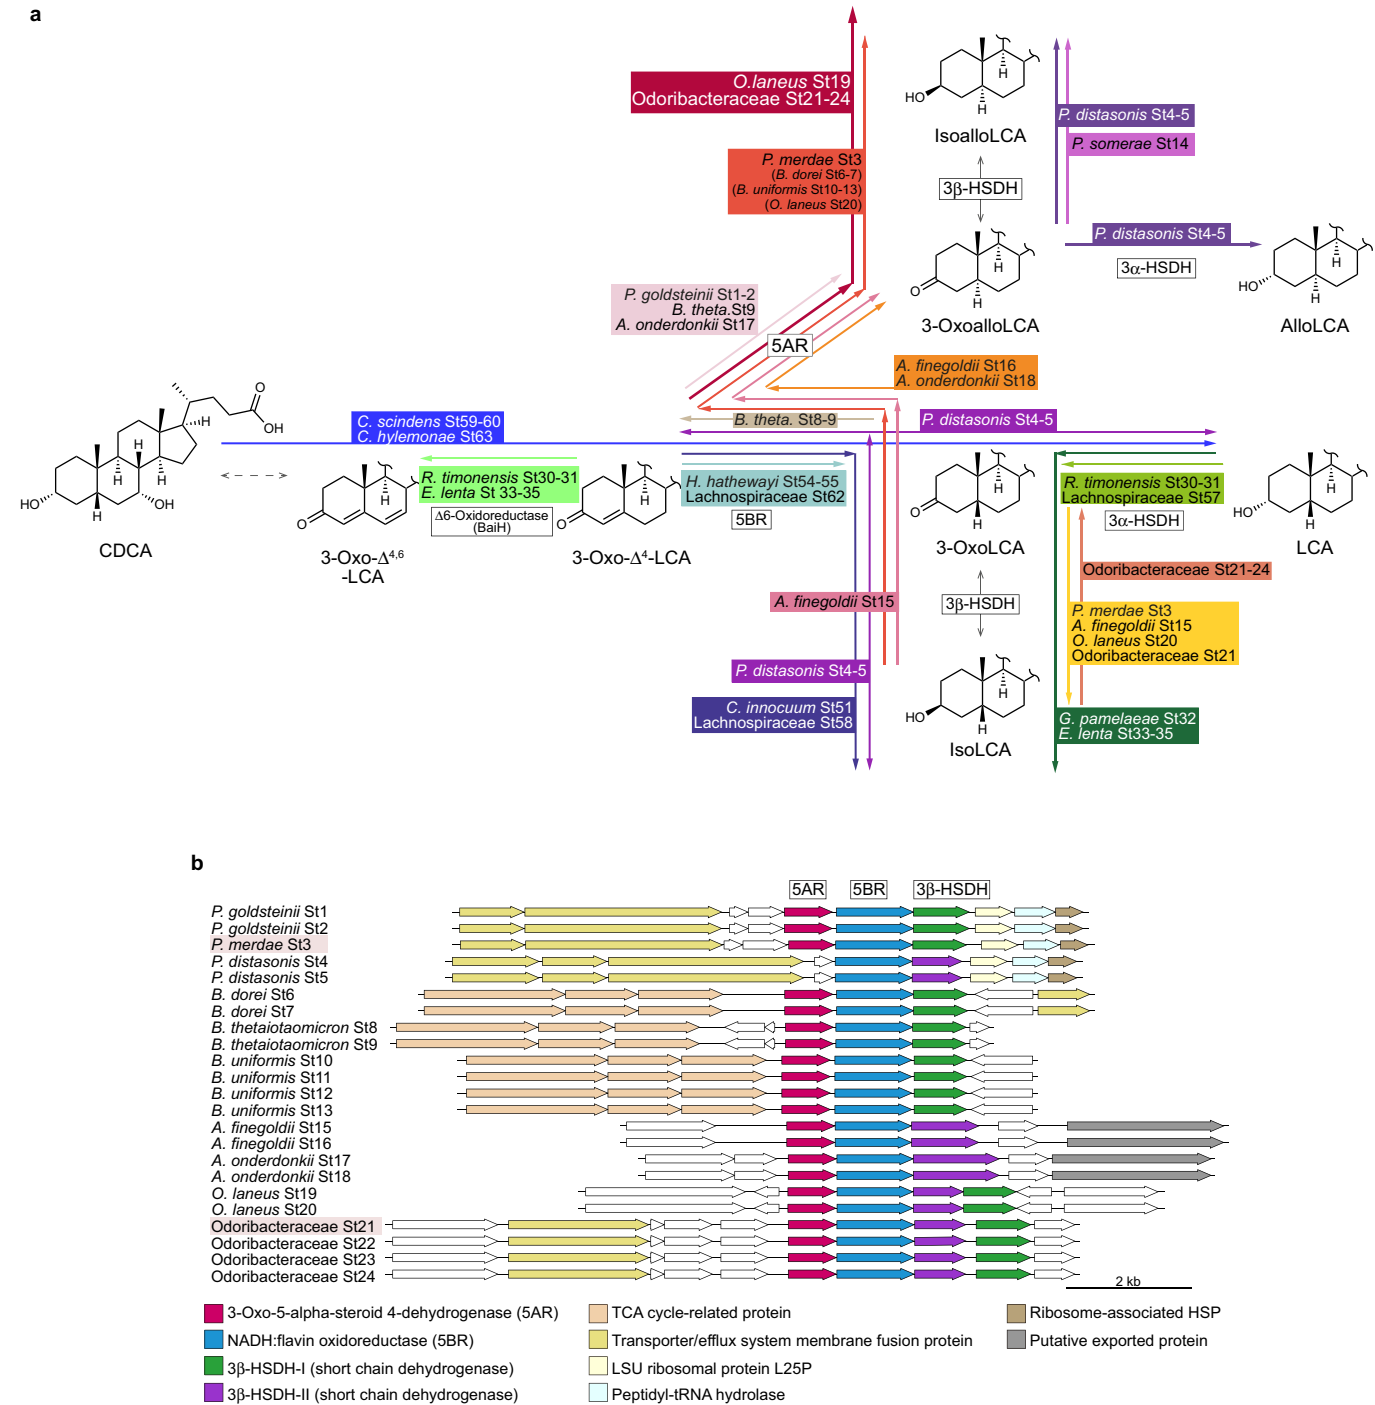 a
O.laneus St19
Odoribacteraceae St21-24
P. merdae St3
(B. dorei St6-7)
(B. uniformis St10-13)
(O. laneus St20)
HO
H
H
IsoalloLCA
3β-HSDH
P. distasonis St4-5
P. somerae St14
O
H
H
3-OxoalloLCA
P. distasonis St4-5
3α-HSDH
HO
H
H
AlloLCA
P. goldsteinii St1-2
B. theta.St9
A. onderdonkii St17
5AR
A. finegoldii St16
A. onderdonkii St18
B. theta. St8-9
P. distasonis St4-5
C. scindens St59-60
C. hylemonae St63
O
OH
H
H
H
H
HO
OH
H
CDCA
O
3-Oxo-Δ4,6
-LCA
R. timonensis St30-31
E. lenta St 33-35
Δ6-Oxidoreductase
(BaiH)
O
H
3-Oxo-Δ4-LCA
H. hathewayi St54-55
Lachnospiraceae St62
5BR
O
H
H
3-OxoLCA
R. timonensis St30-31
Lachnospiraceae St57
3α-HSDH
HO
H
H
LCA
Odoribacteraceae St21-24
A. finegoldii St15
3β-HSDH
P. merdae St3
A. finegoldii St15
O. laneus St20
Odoribacteraceae St21
P. distasonis St4-5
C. innocuum St51
Lachnospiraceae St58
HO
H
H
IsoLCA
G. pamelaeae St32
E. lenta St33-35
b
5AR 5BR 3β-HSDH
P. goldsteinii St1
P. goldsteinii St2
P. merdae St3
P. distasonis St4
P. distasonis St5
B. dorei St6
B. dorei St7
B. thetaiotaomicron St8
B. thetaiotaomicron St9
B. uniformis St10
B. uniformis St11
B. uniformis St12
B. uniformis St13
A. finegoldii St15
A. finegoldii St16
A. onderdonkii St17
A. onderdonkii St18
O. laneus St19
O. laneus St20
Odoribacteraceae St21
Odoribacteraceae St22
Odoribacteraceae St23
Odoribacteraceae St24
2 kb
3-Oxo-5-alpha-steroid 4-dehydrogenase (5AR)
NADH:flavin oxidoreductase (5BR)
3β-HSDH-I (short chain dehydrogenase)
3β-HSDH-II (short chain dehydrogenase)
TCA cycle-related protein
Transporter/efflux system membrane fusion protein
LSU ribosomal protein L25P
Peptidyl-tRNA hydrolase
Ribosome-associated HSP
Putative exported protein